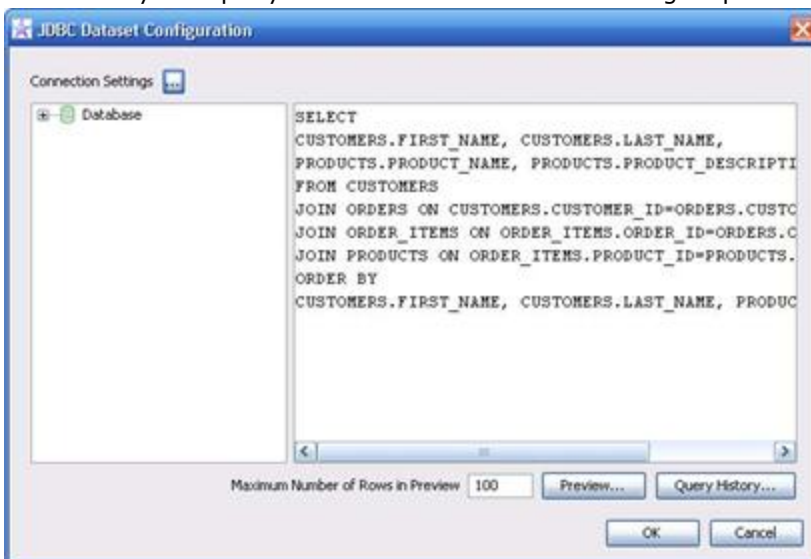 JDBC Dataset Configuration
Connection Settings ...
Database
SELECT
CUSTOMERS.FIRST_NAME, CUSTOMERS.LAST_NAME,
PRODUCTS.PRODUCT_NAME, PRODUCTS.PRODUCT_DESCRIPTI
FROM CUSTOMERS
JOIN ORDERS ON CUSTOMERS.CUSTOMER_ID=ORDERS.CUSTO
JOIN ORDER_ITEMS ON ORDER_ITEMS.ORDER_ID=ORDERS.O
JOIN PRODUCTS ON ORDER_ITEMS.PRODUCT_ID=PRODUCTS.
ORDER BY
CUSTOMERS.FIRST_NAME, CUSTOMERS.LAST_NAME, PRODUC
Maximum Number of Rows in Preview 100 Preview... Query History...
OK Cancel